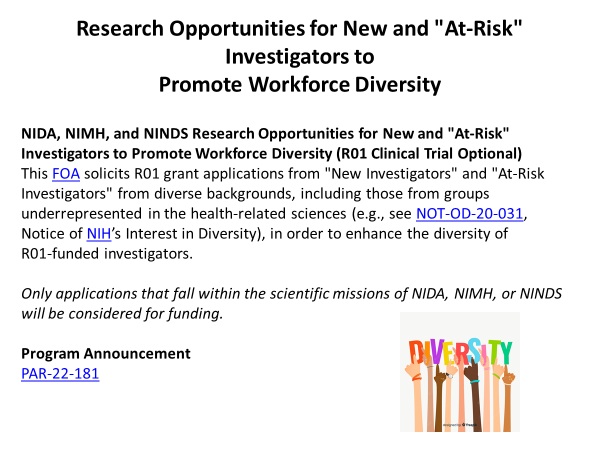 Research Opportunities for New and "At-Risk"
Investigators to
Promote Workforce Diversity
NIDA, NIMH, and NINDS Research Opportunities for New and "At-Risk"
Investigators to Promote Workforce Diversity (R01 Clinical Trial Optional)
This FOA solicits R01 grant applications from "New Investigators" and "At-Risk
Investigators" from diverse backgrounds, including those from groups
underrepresented in the health-related sciences (e.g., see NOT-OD-20-031,
Notice of NIH’s Interest in Diversity), in order to enhance the diversity of
R01-funded investigators.
Only applications that fall within the scientific missions of NIDA, NIMH, or NINDS
will be considered for funding.
Program Announcement
PAR-22-181
DIVERSITY